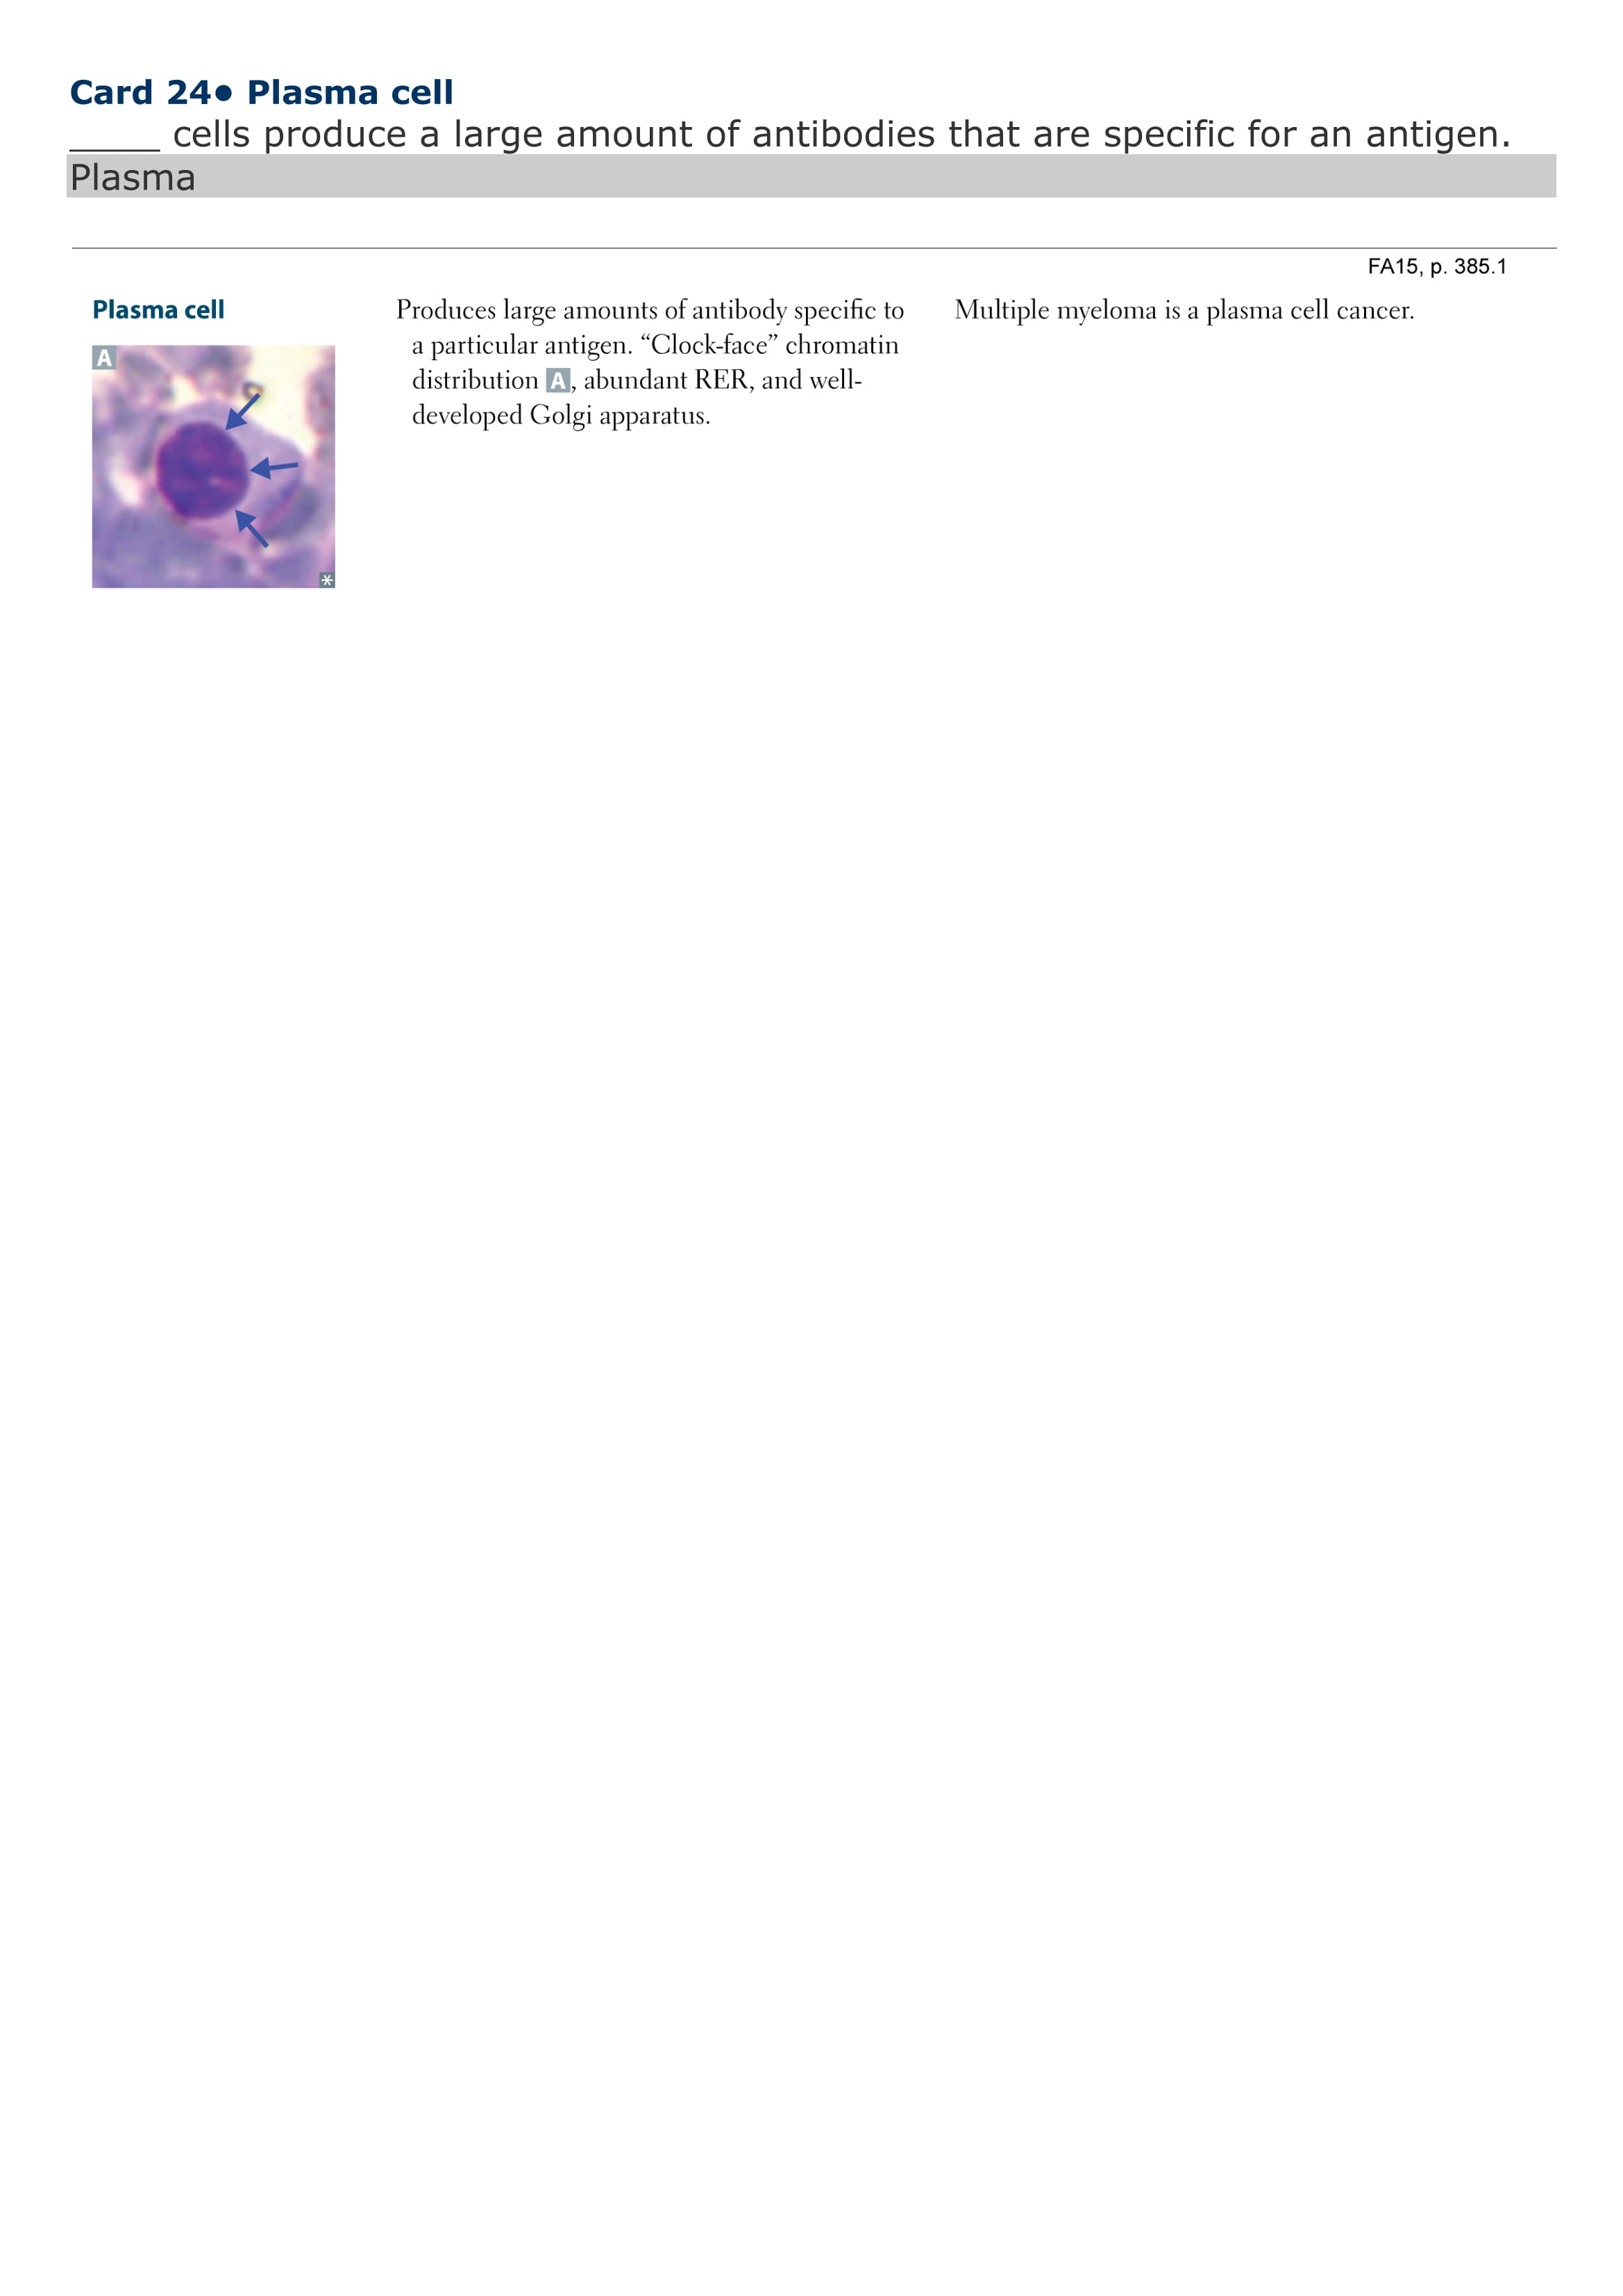 Card 24• Plasma cell
_____ cells produce a large amount of antibodies that are specific for an antigen.
Plasma
FA15, p. 385.1
Plasma cell
A
*
Produces large amounts of antibody specific to
a particular antigen. “Clock-face” chromatin
distribution A, abundant RER, and well-
developed Golgi apparatus.
Multiple myeloma is a plasma cell cancer.